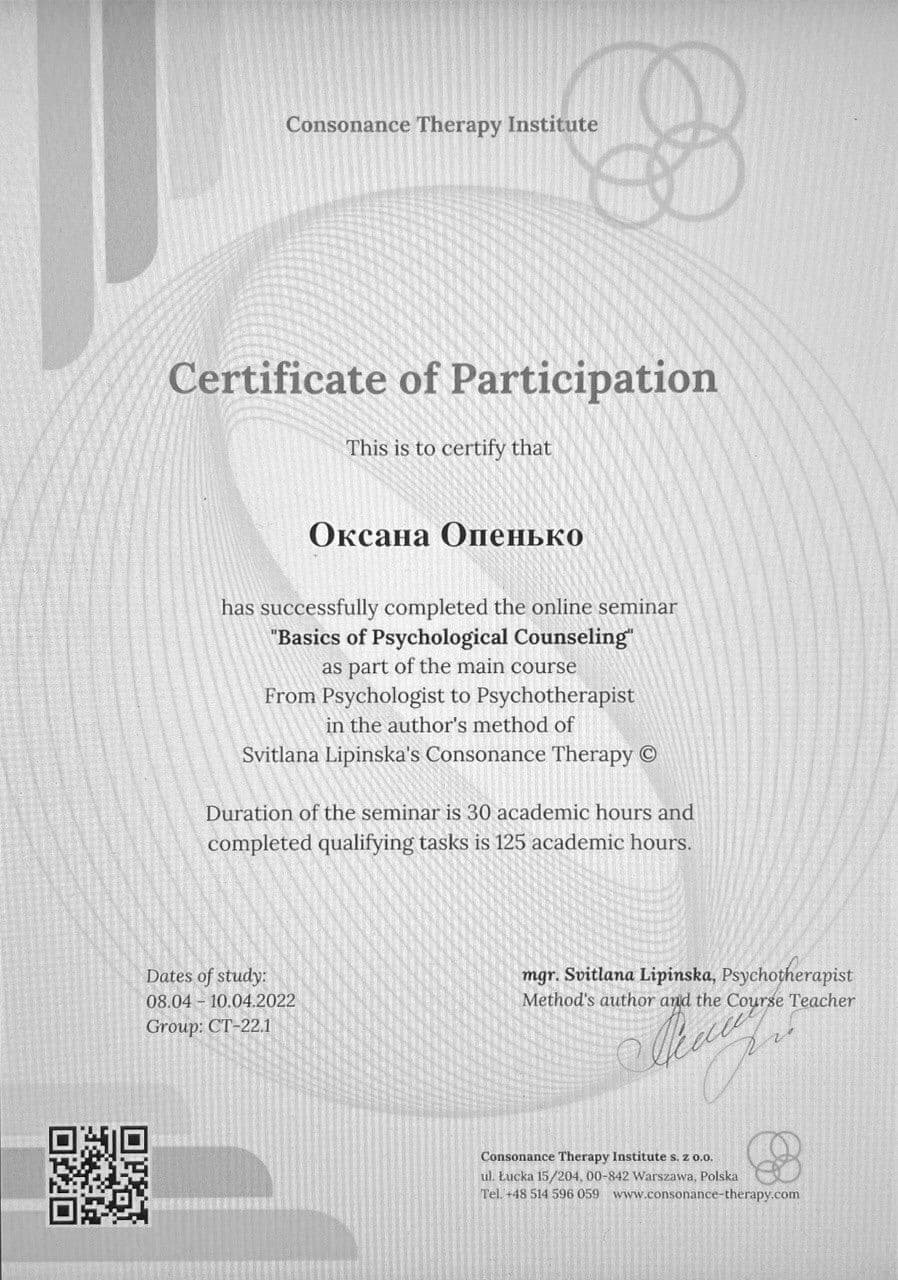 Consonance Therapy Institute
Certificate of Participation
This is to certify that
Оксана Опенько
has successfully completed the online seminar
"Basics of Psychological Counseling"
as part of the main course
From Psychologist to Psychotherapist
in the author's method of
Svitlana Lipinska's Consonance Therapy ©
Duration of the seminar is 30 academic hours and
completed qualifying tasks is 125 academic hours.
Dates of study:
08.04 – 10.04.2022
Group: CT-22.1
mgr. Svitlana Lipinska, Psychotherapist
Method's author and the Course Teacher
Consonance Therapy Institute s. z o.o.
ul. Łucka 15/204, 00-842 Warszawa, Polska
Tel. +48 514 596 059 www.consonance-therapy.com